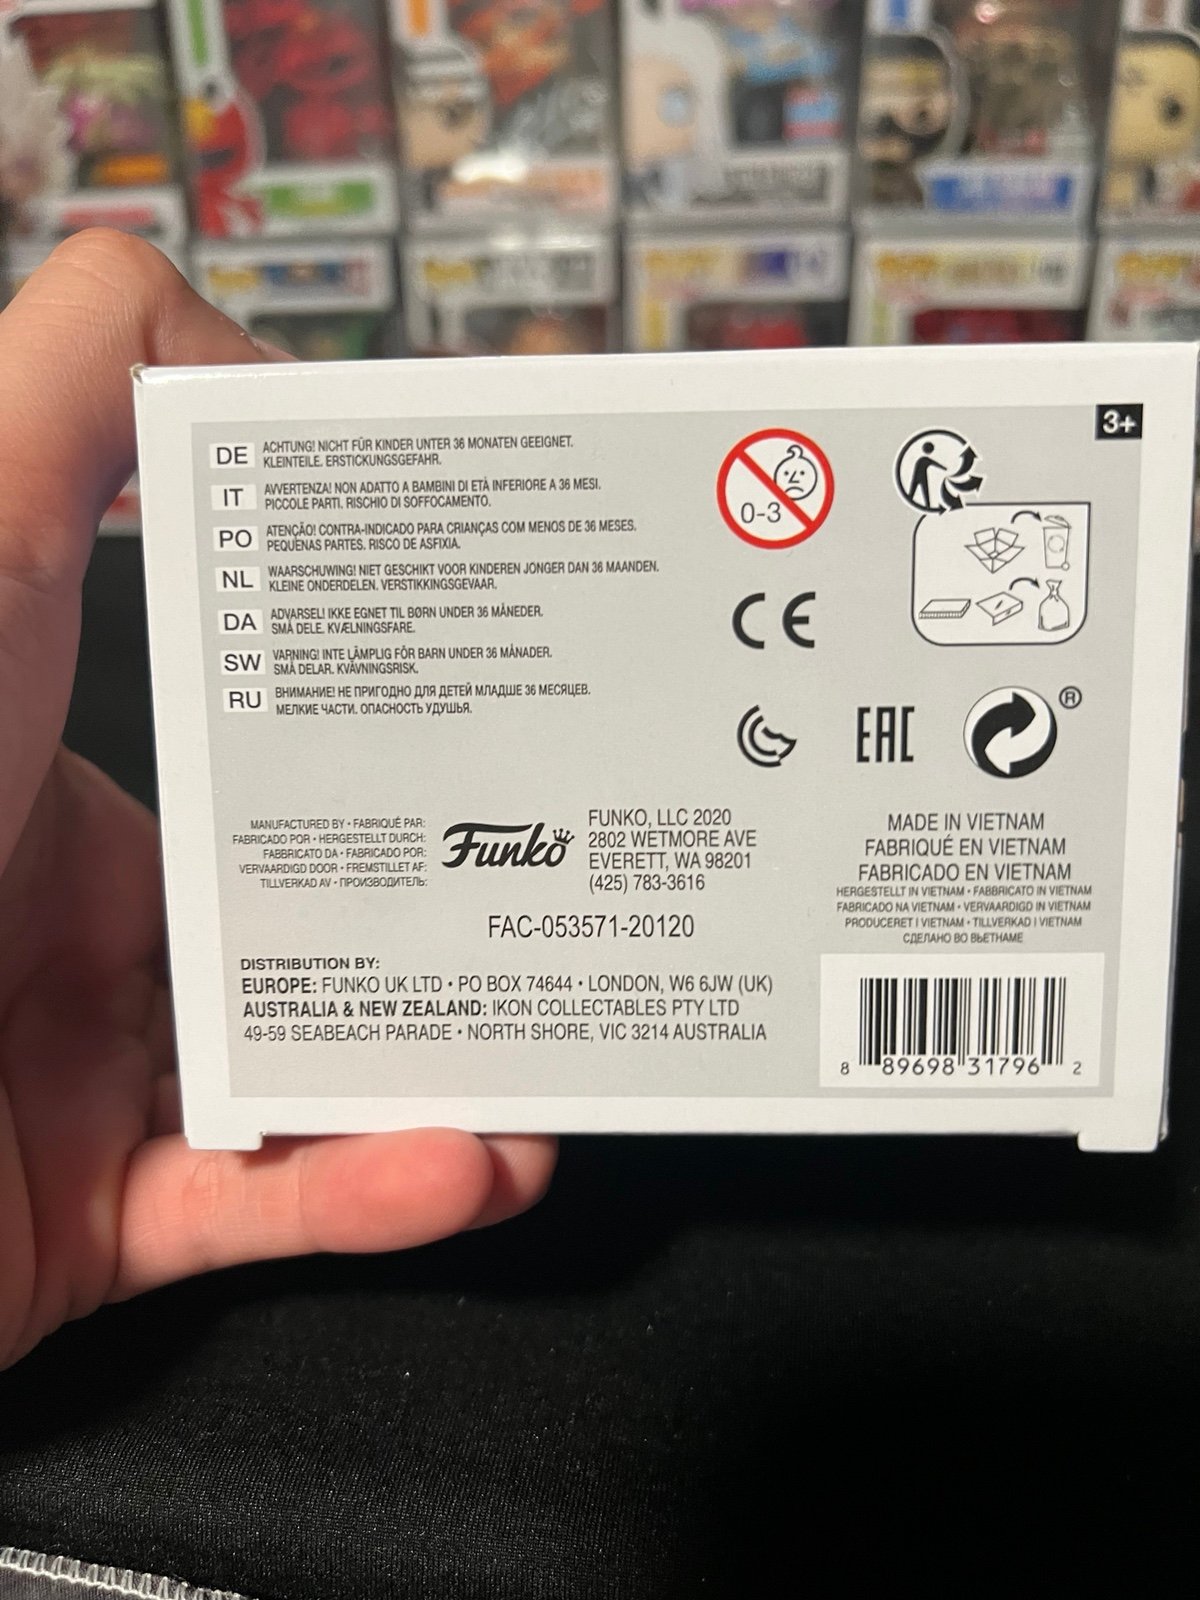 3+
DE
ACHTUNG! NICHT FÜR KINDER UNTER 36 MONATEN GEEIGNET.
KLEINTEILE. ERSTICKUNGSGEFAHR.
IT
AVVERTENZA! NON ADATTO A BAMBINI DI ETÀ INFERIORE A 36 MESI.
PICCOLE PARTI. RISCHIO DI SOFFOCAMENTO.
PO
ATENÇÃO! CONTRA-INDICADO PARA CRIANÇAS COM MENOS DE 36 MESES.
PEQUENAS PARTES. RISCO DE ASFIXIA.
NL
WAARSCHUWING! NIET GESCHIKT VOOR KINDEREN JONGER DAN 36 MAANDEN.
KLEINE ONDERDELEN. VERSTIKKINGSGEVAAR.
DA
ADVARSEL! IKKE EGNET TIL BØRN UNDER 36 MÅNEDER.
SMÅ DELE. KVÆLNINGSFARE.
SW
VARNING! INTE LÄMPLIG FÖR BARN UNDER 36 MÅNADER.
SMÅ DELAR. KVÄVNINGSRISK.
RU
ВНИМАНИЕ! НЕ ПРИГОДНО ДЛЯ ДЕТЕЙ МЛАДШЕ 36 МЕСЯЦЕВ.
МЕЛКИЕ ЧАСТИ. ОПАСНОСТЬ УДУШЬЯ.
0-3
CE
EAC
®
MANUFACTURED BY • FABRIQUÉ PAR:
FABRICADO POR • HERGESTELLT DURCH:
FABBRICATO DA • FABRICADO POR:
VERVAARDIGD DOOR • FREMSTILLET AF:
TILLVERKAD AV • ПРОИЗВОДИТЕЛЬ:
Funko
FUNKO, LLC 2020
2802 WETMORE AVE
EVERETT, WA 98201
(425) 783-3616
FAC-053571-20120
MADE IN VIETNAM
FABRIQUÉ EN VIETNAM
FABRICADO EN VIETNAM
HERGESTELLT IN VIETNAM • FABBRICATO IN VIETNAM
FABRICADO NA VIETNAM • VERVAARDIGD IN VIETNAM
PRODUCERET I VIETNAM • TILLVERKAD I VIETNAM
СДЕЛАНО ВО ВЬЕТНАМЕ
DISTRIBUTION BY:
EUROPE: FUNKO UK LTD • PO BOX 74644 • LONDON, W6 6JW (UK)
AUSTRALIA & NEW ZEALAND: IKON COLLECTABLES PTY LTD
49-59 SEABEACH PARADE • NORTH SHORE, VIC 3214 AUSTRALIA
8 89698 31796 2